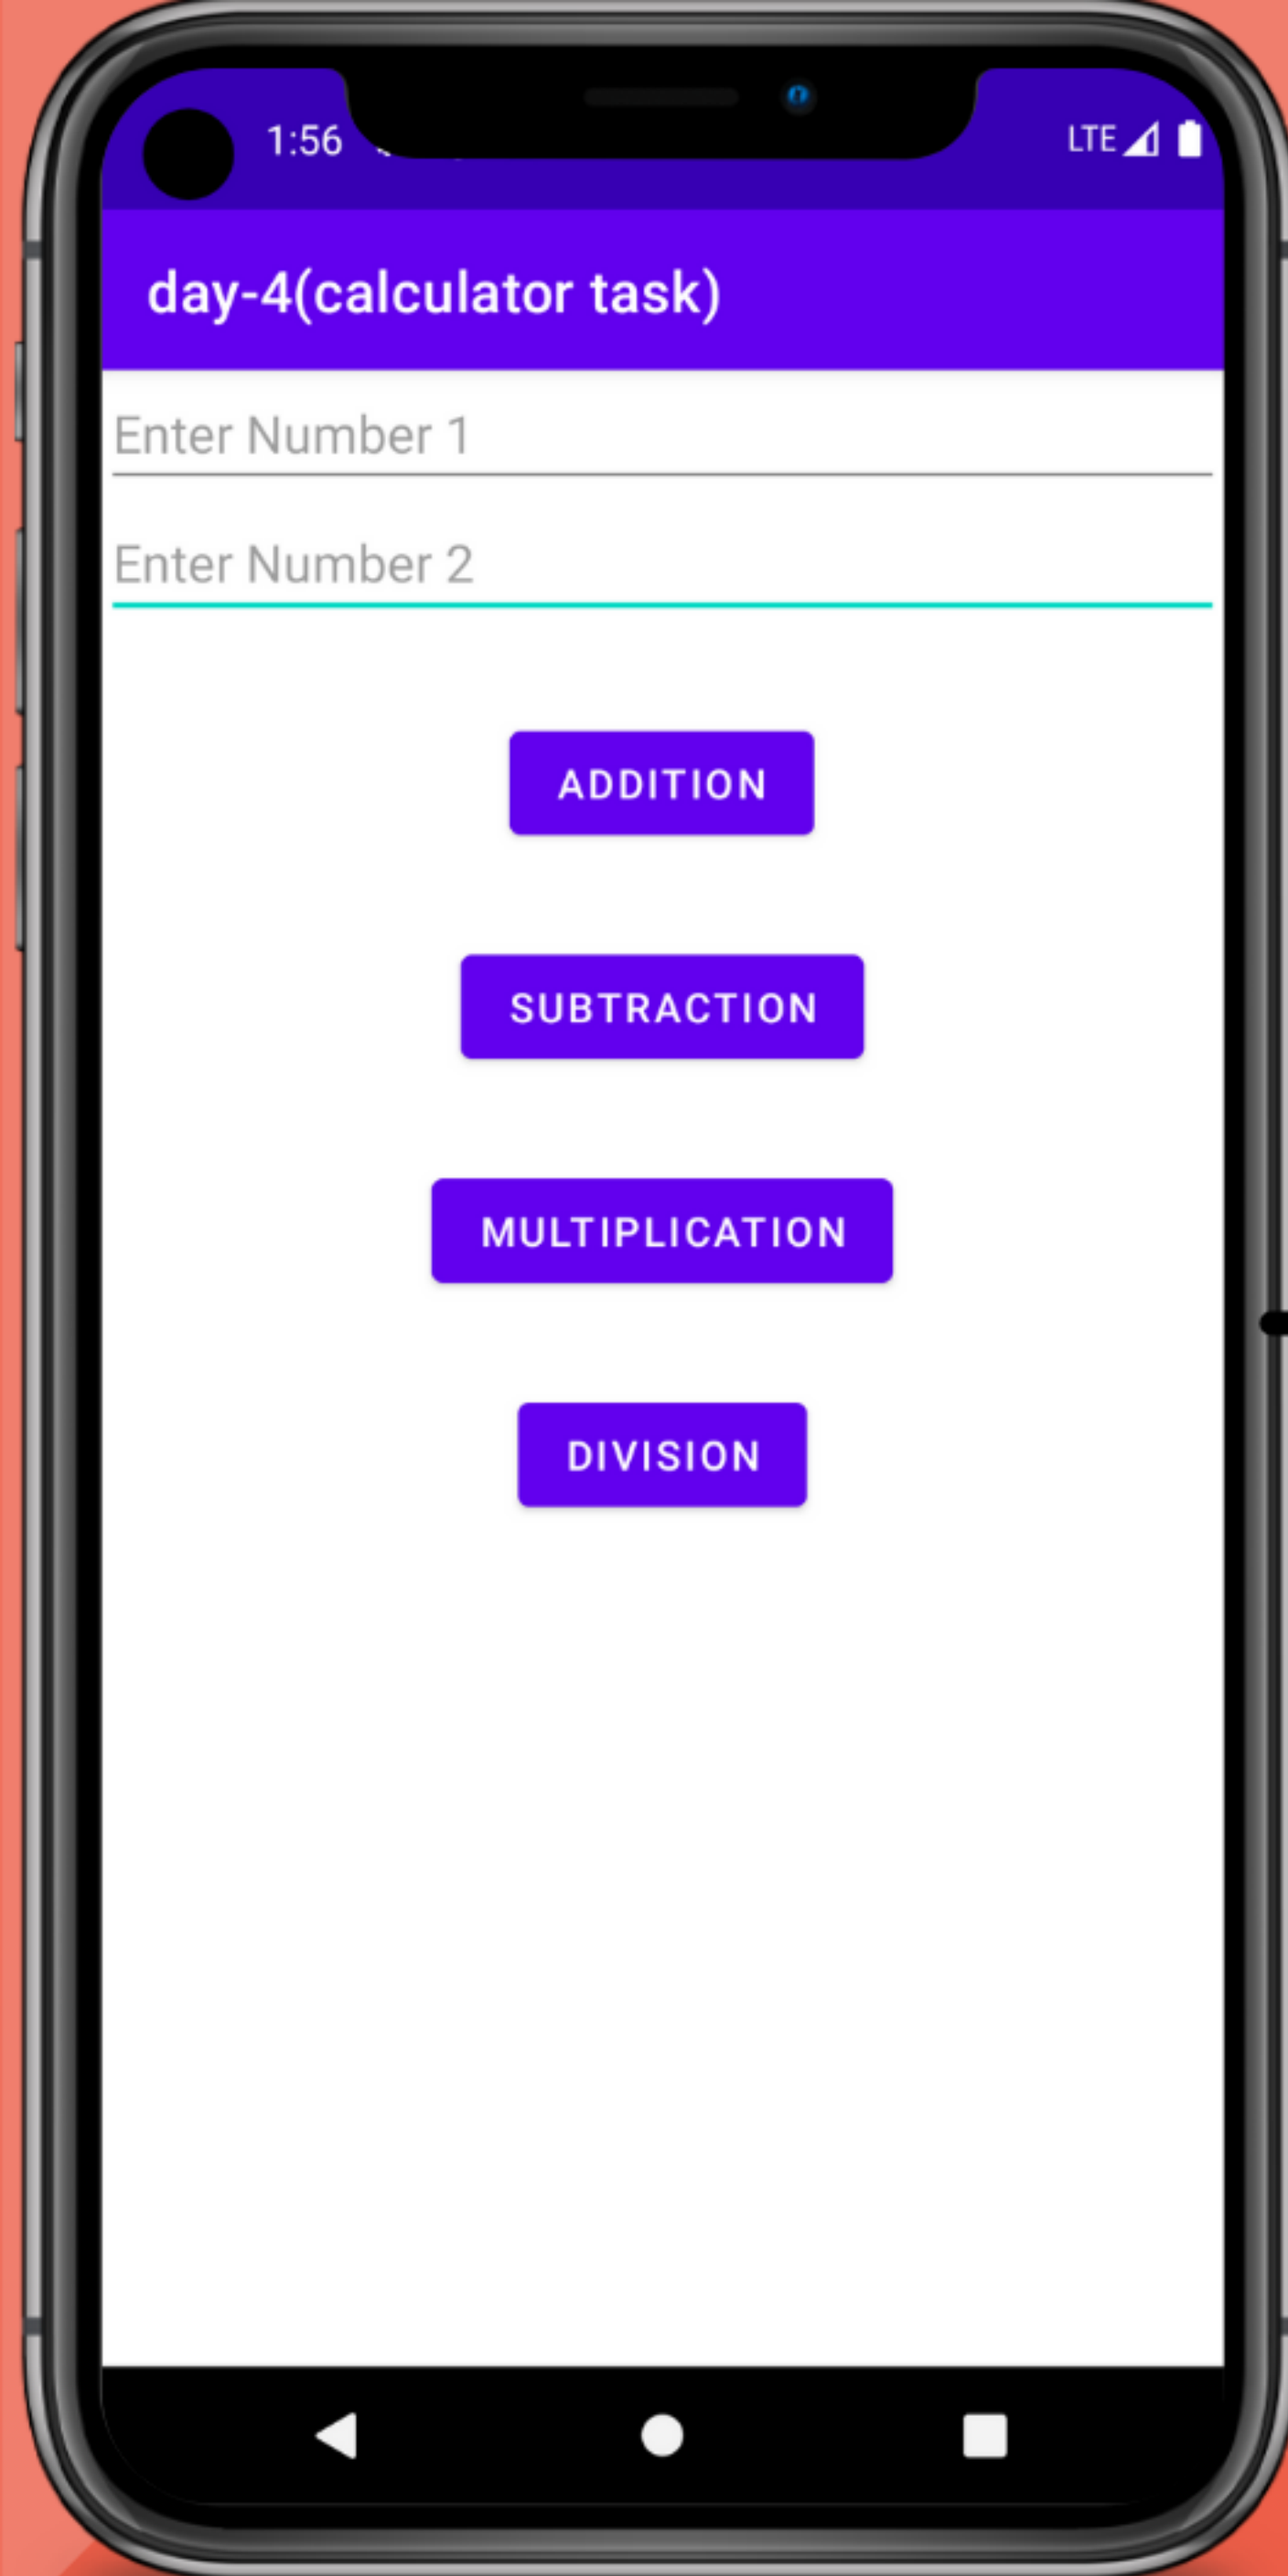 1:56
LTE
day-4(calculator task)
Enter Number 1
Enter Number 2
ADDITION
SUBTRACTION
MULTIPLICATION
DIVISION